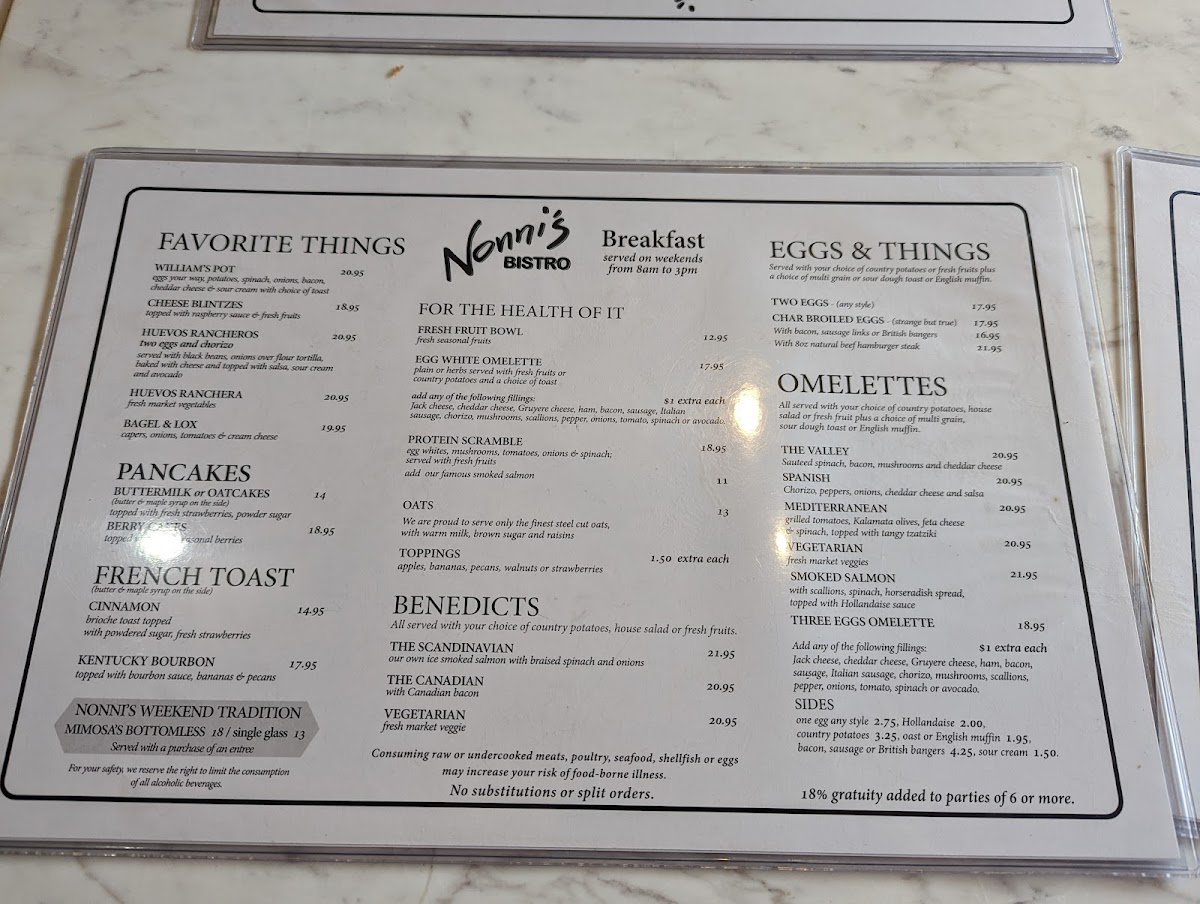 FAVORITE THINGS
WILLIAM'S POT 20.95
eggs your way, potatoes, spinach, onions, bacon,
cheddar cheese & sour cream with choice of toast
CHEESE BLINTZES 18.95
topped with raspberry sauce & fresh fruits
HUEVOS RANCHEROS 20.95
two eggs and chorizo
served with black beans, onions over flour tortilla,
baked with cheese and topped with salsa, sour cream
and avocado
HUEVOS RANCHERA 20.95
fresh market vegetables
BAGEL & LOX 19.95
capers, onions, tomatoes & cream cheese
PANCAKES
BUTTERMILK or OATCAKES 14
(butter & maple syrup on the side)
topped with fresh strawberries, powder sugar
BERRY CAKES 18.95
topped seasonal berries
FRENCH TOAST
(butter & maple syrup on the side)
CINNAMON 14.95
brioche toast topped
with powdered sugar, fresh strawberries
KENTUCKY BOURBON 17.95
topped with bourbon sauce, bananas & pecans
NONNI'S WEEKEND TRADITION
MIMOSA'S BOTTOMLESS 18 / single glass 13
Served with a purchase of an entree
For your safety, we reserve the right to limit the consumption
of all alcoholic beverages.
Nonni's
BISTRO
Breakfast
served on weekends
from 8am to 3pm
FOR THE HEALTH OF IT
FRESH FRUIT BOWL 12.95
fresh seasonal fruits
EGG WHITE OMELETTE 17.95
plain or herbs served with fresh fruits or
country potatoes and a choice of toast
add any of the following fillings: $1 extra each
Jack cheese, cheddar cheese, Gruyere cheese, ham, bacon, sausage, Italian
sausage, chorizo, mushrooms, scallions, pepper, onions, tomato, spinach or avocado.
PROTEIN SCRAMBLE 18.95
egg whites, mushrooms, tomatoes, onions & spinach;
served with fresh fruits
add our famous smoked salmon 11
OATS 13
We are proud to serve only the finest steel cut oats,
with warm milk, brown sugar and raisins
TOPPINGS 1.50 extra each
apples, bananas, pecans, walnuts or strawberries
BENEDICTS
All served with your choice of country potatoes, house salad or fresh fruits.
THE SCANDINAVIAN 21.95
our own ice smoked salmon with braised spinach and onions
THE CANADIAN 20.95
with Canadian bacon
VEGETARIAN 20.95
fresh market veggie
Consuming raw or undercooked meats, poultry, seafood, shellfish or eggs
may increase your risk of food-borne illness.
No substitutions or split orders.
EGGS & THINGS
Served with your choice of country potatoes or fresh fruits plus
a choice of multi grain or sour dough toast or English muffin.
TWO EGGS - (any style) 17.95
CHAR BROILED EGGS - (strange but true) 17.95
With bacon, sausage links or British bangers 16.95
With 8oz natural beef hamburger steak 21.95
OMELETTES
All served with your choice of country potatoes, house
salad or fresh fruit plus a choice of multi grain,
sour dough toast or English muffin.
THE VALLEY 20.95
Sauteed spinach, bacon, mushrooms and cheddar cheese
SPANISH 20.95
Chorizo, peppers, onions, cheddar cheese and salsa
MEDITERRANEAN 20.95
grilled tomatoes, Kalamata olives, feta cheese
& spinach, topped with tangy tzatziki
VEGETARIAN 20.95
fresh market veggies
SMOKED SALMON 21.95
with scallions, spinach, horseradish spread,
topped with Hollandaise sauce
THREE EGGS OMELETTE 18.95
Add any of the following fillings: $1 extra each
Jack cheese, cheddar cheese, Gruyere cheese, ham, bacon,
sausage, Italian sausage, chorizo, mushrooms, scallions,
pepper, onions, tomato, spinach or avocado.
SIDES
one egg any style 2.75, Hollandaise 2.00,
country potatoes 3.25, oast or English muffin 1.95,
bacon, sausage or British bangers 4.25, sour cream 1.50.
18% gratuity added to parties of 6 or more.